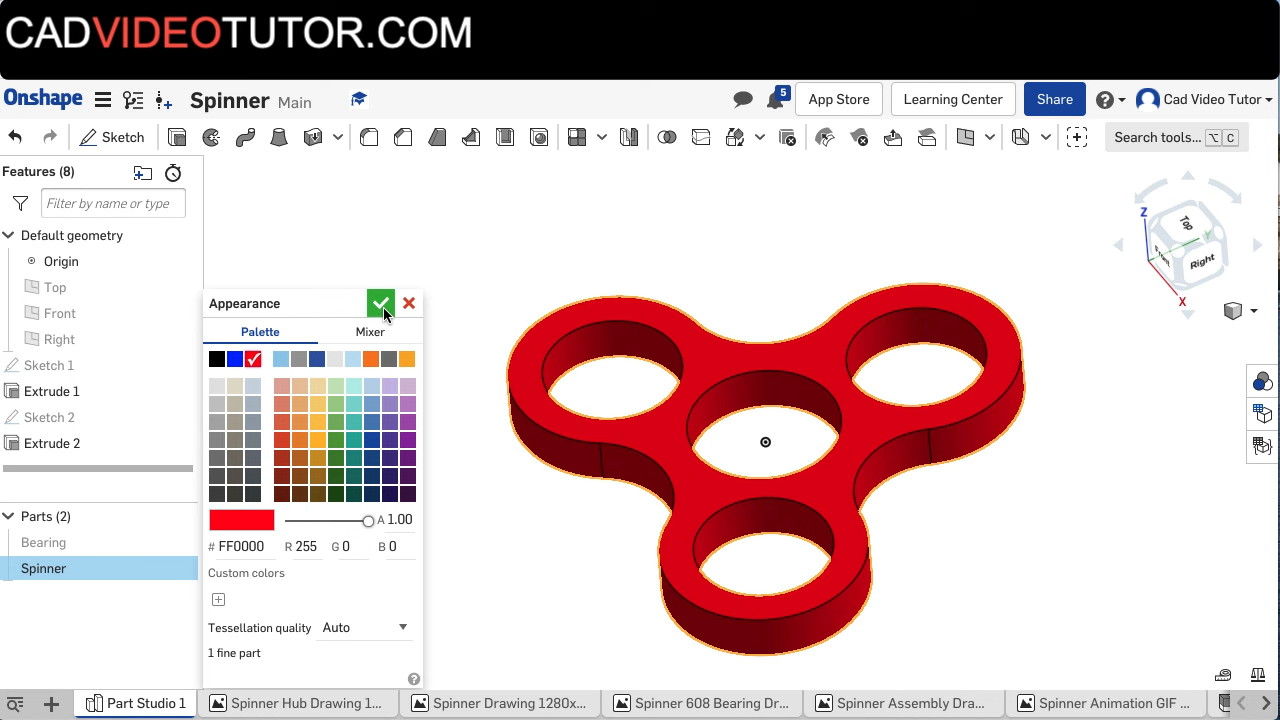 CADVIDEOTUTOR.COM
Onshape Spinner Main 5 App Store Learning Center Share Cad Video Tutor
Sketch Search tools... ⌥ C
Features (8)
Filter by name or type
Default geometry
Origin
Top
Front
Right
Sketch 1
Extrude 1
Sketch 2
Extrude 2
Parts (2)
Bearing
Spinner
Appearance
Palette Mixer
A 1.00
# FF0000 R 255 G 0 B 0
Custom colors
Tessellation quality Auto
1 fine part
Z
Top
Y
Front
Right
X
Part Studio 1 Spinner Hub Drawing 1... Spinner Drawing 1280x... Spinner 608 Bearing Dr... Spinner Assembly Dra... Spinner Animation GIF ...